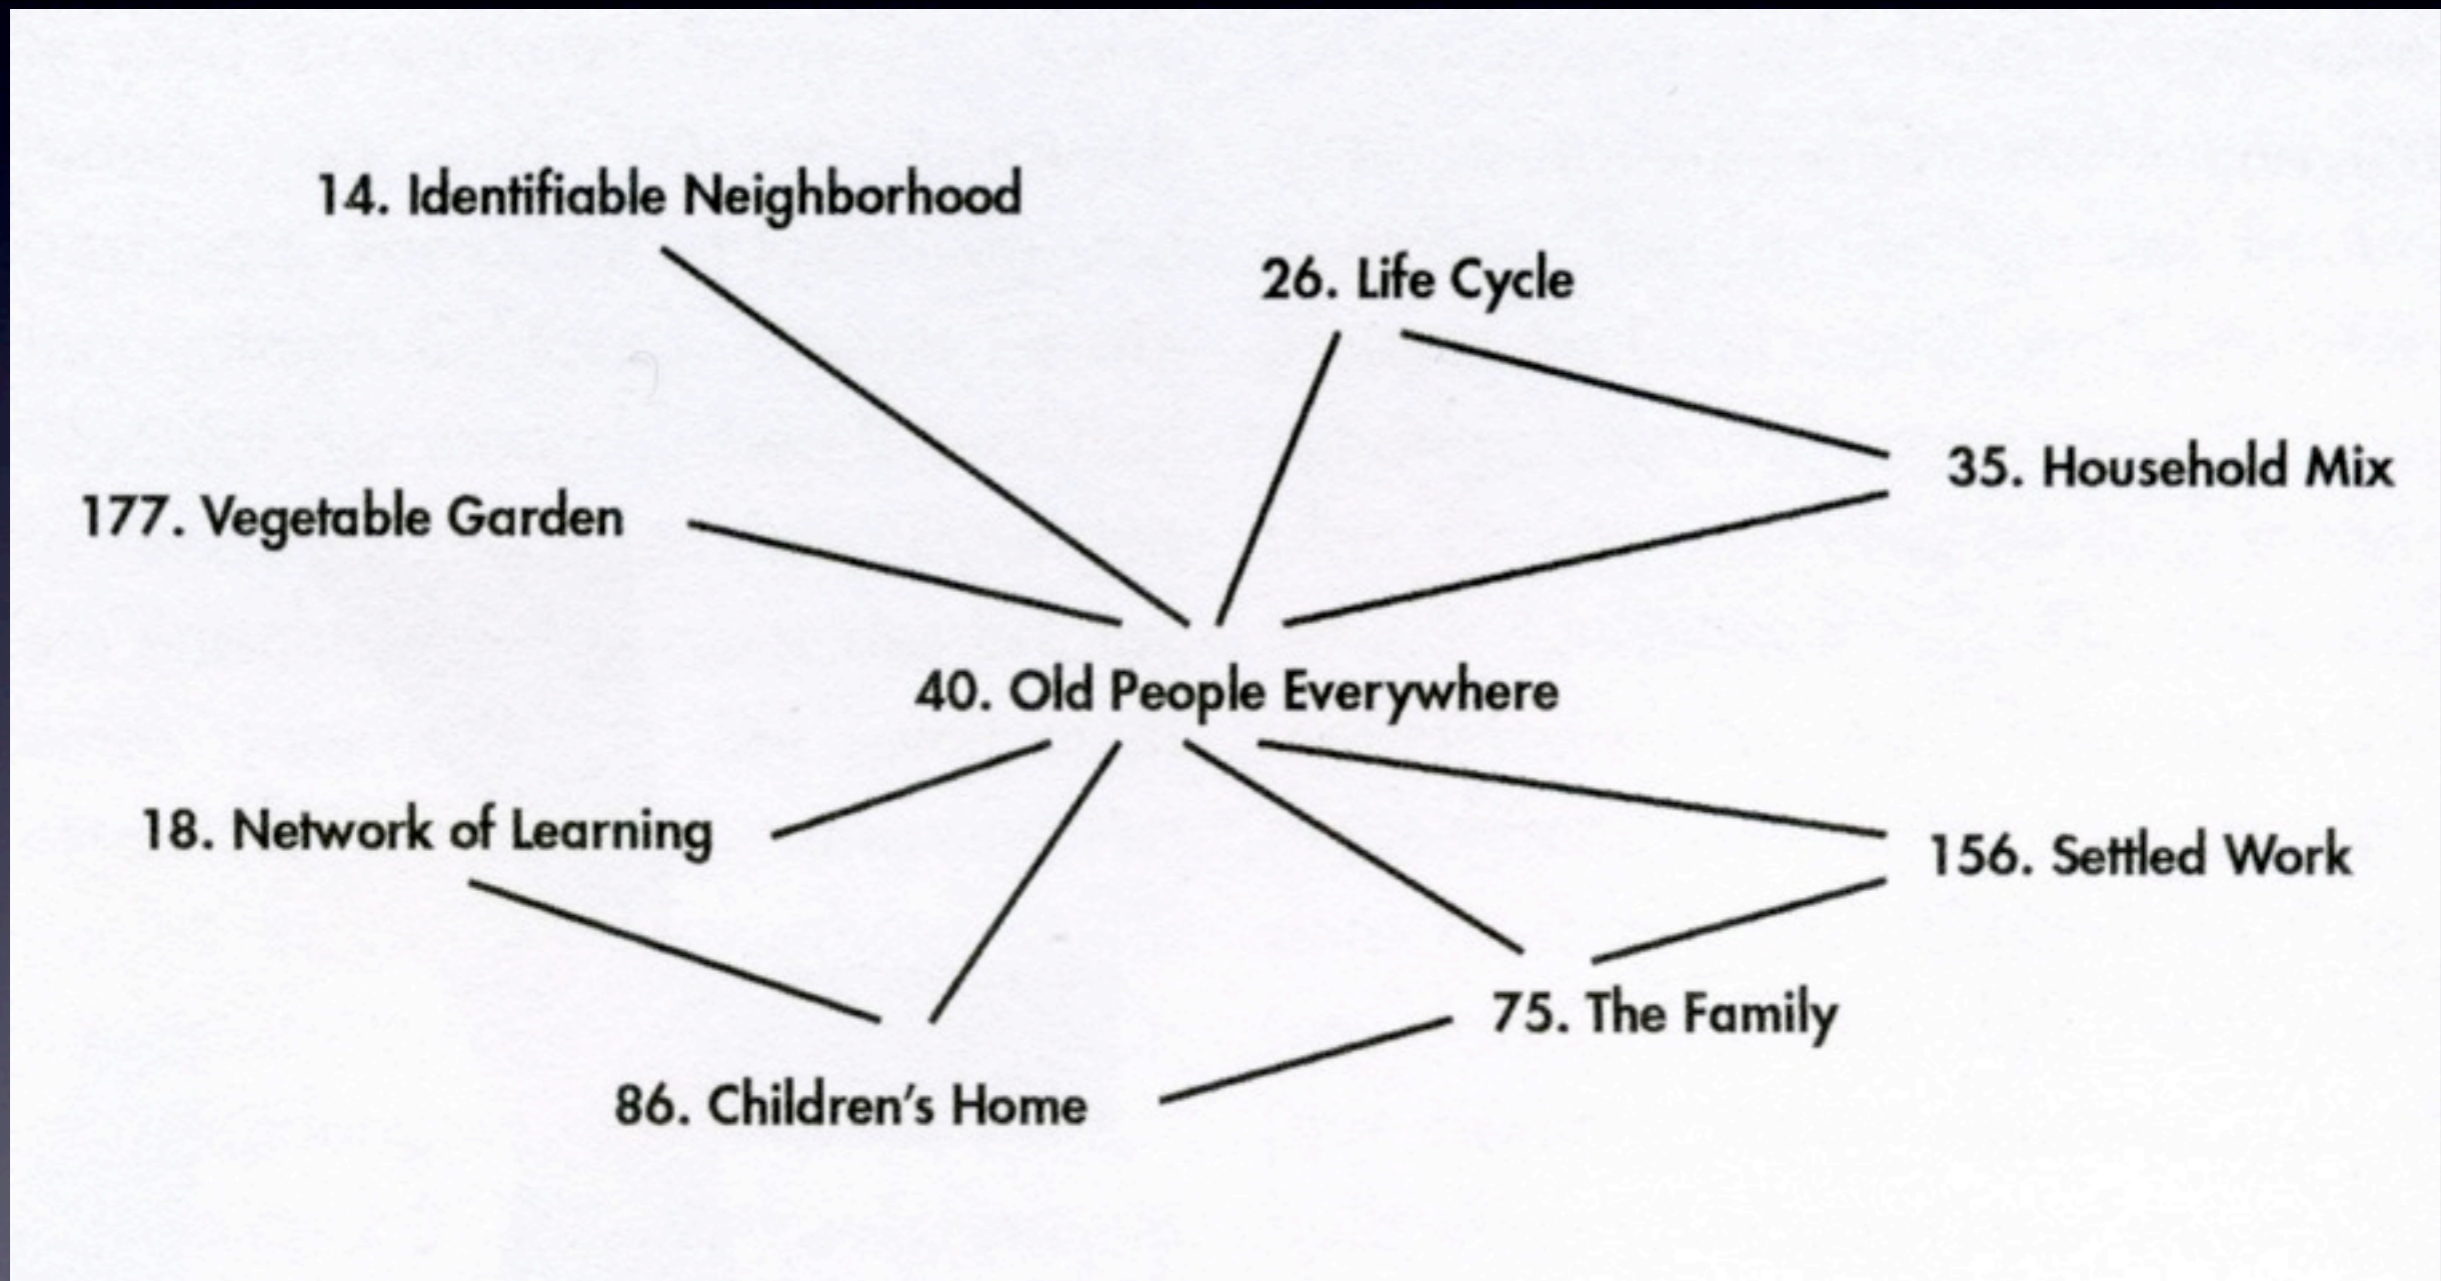 14. Identifiable Neighborhood
26. Life Cycle
35. Household Mix
177. Vegetable Garden
40. Old People Everywhere
18. Network of Learning
156. Settled Work
75. The Family
86. Children's Home